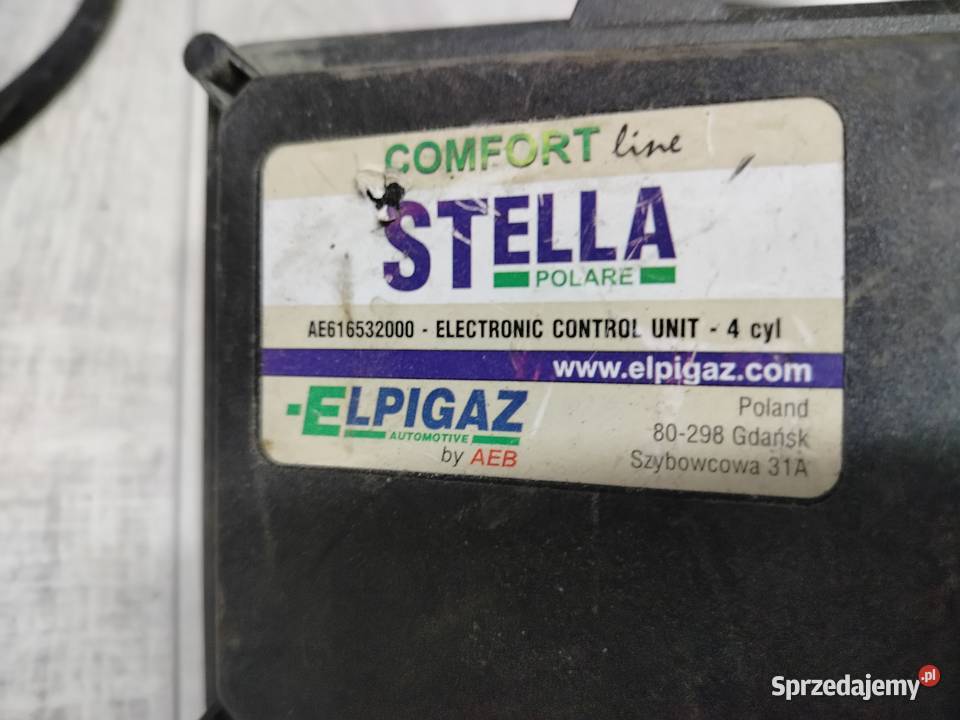 COMFORT line
STELLA
POLARE
AE616532000 - ELECTRONIC CONTROL UNIT - 4 cyl
www.elpigaz.com
ELPIGAZ
AUTOMOTIVE
by AEB
Poland
80-298 Gdańsk
Szybowcowa 31A
Sprzedajemy.pl